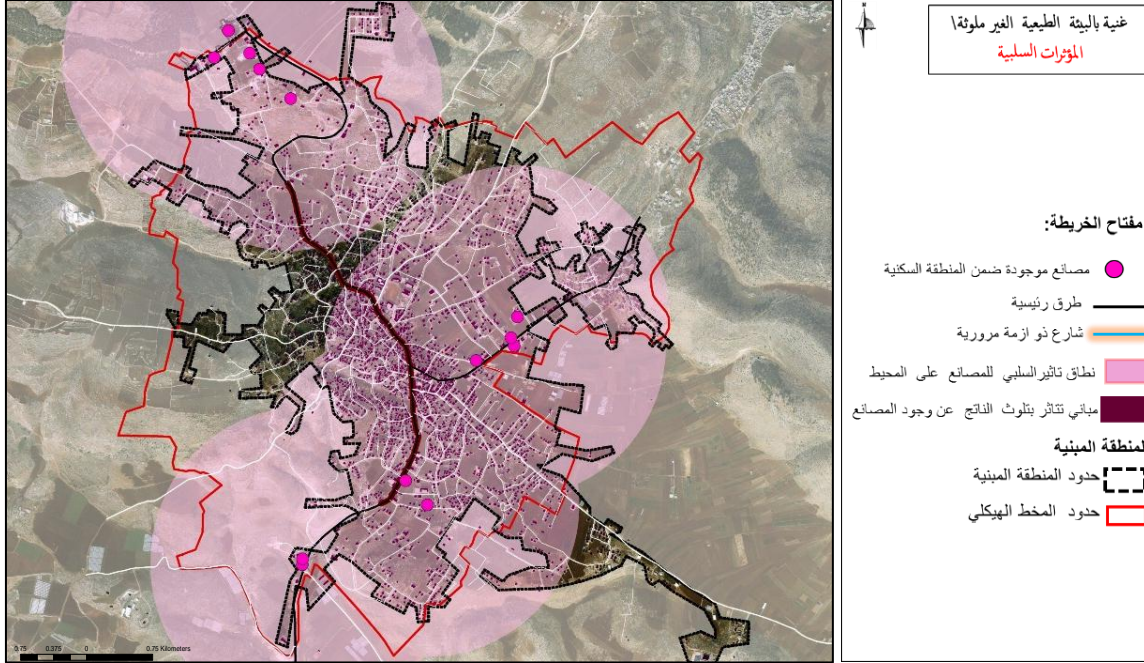 غنية بالبيئة الطبيعية الغير ملوثة\
المؤثرات السلبية
مفتاح الخريطة:
مصانع موجودة ضمن المنطقة السكنية
طرق رئيسية
شارع ذو ازمة مرورية
نطاق تاثيرالسلبي للمصانع على المحيط
مباني تتاثر بتلوث الناتج عن وجود المصانع
المنطقة المبنية
حدود المنطقة المبنية
حدود المخط الهيكلي
0.75 0.375 0 0.75 Kilometers